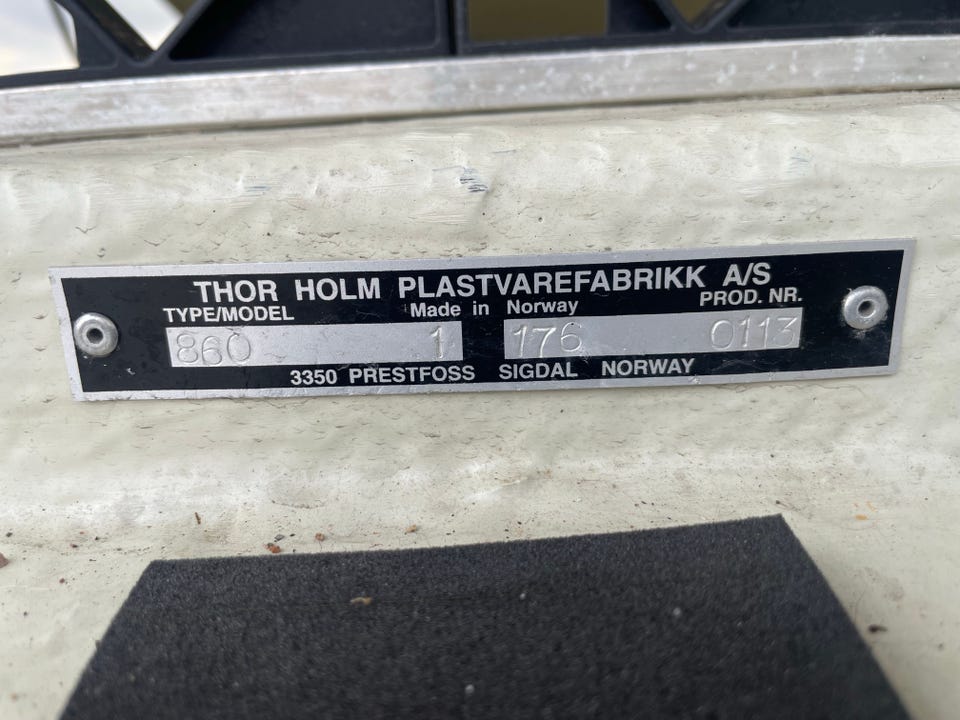 THOR HOLM PLASTVAREFABRIKK A/S
TYPE/MODEL Made in Norway PROD. NR.
860 1 176 0113
3350 PRESTFOSS SIGDAL NORWAY